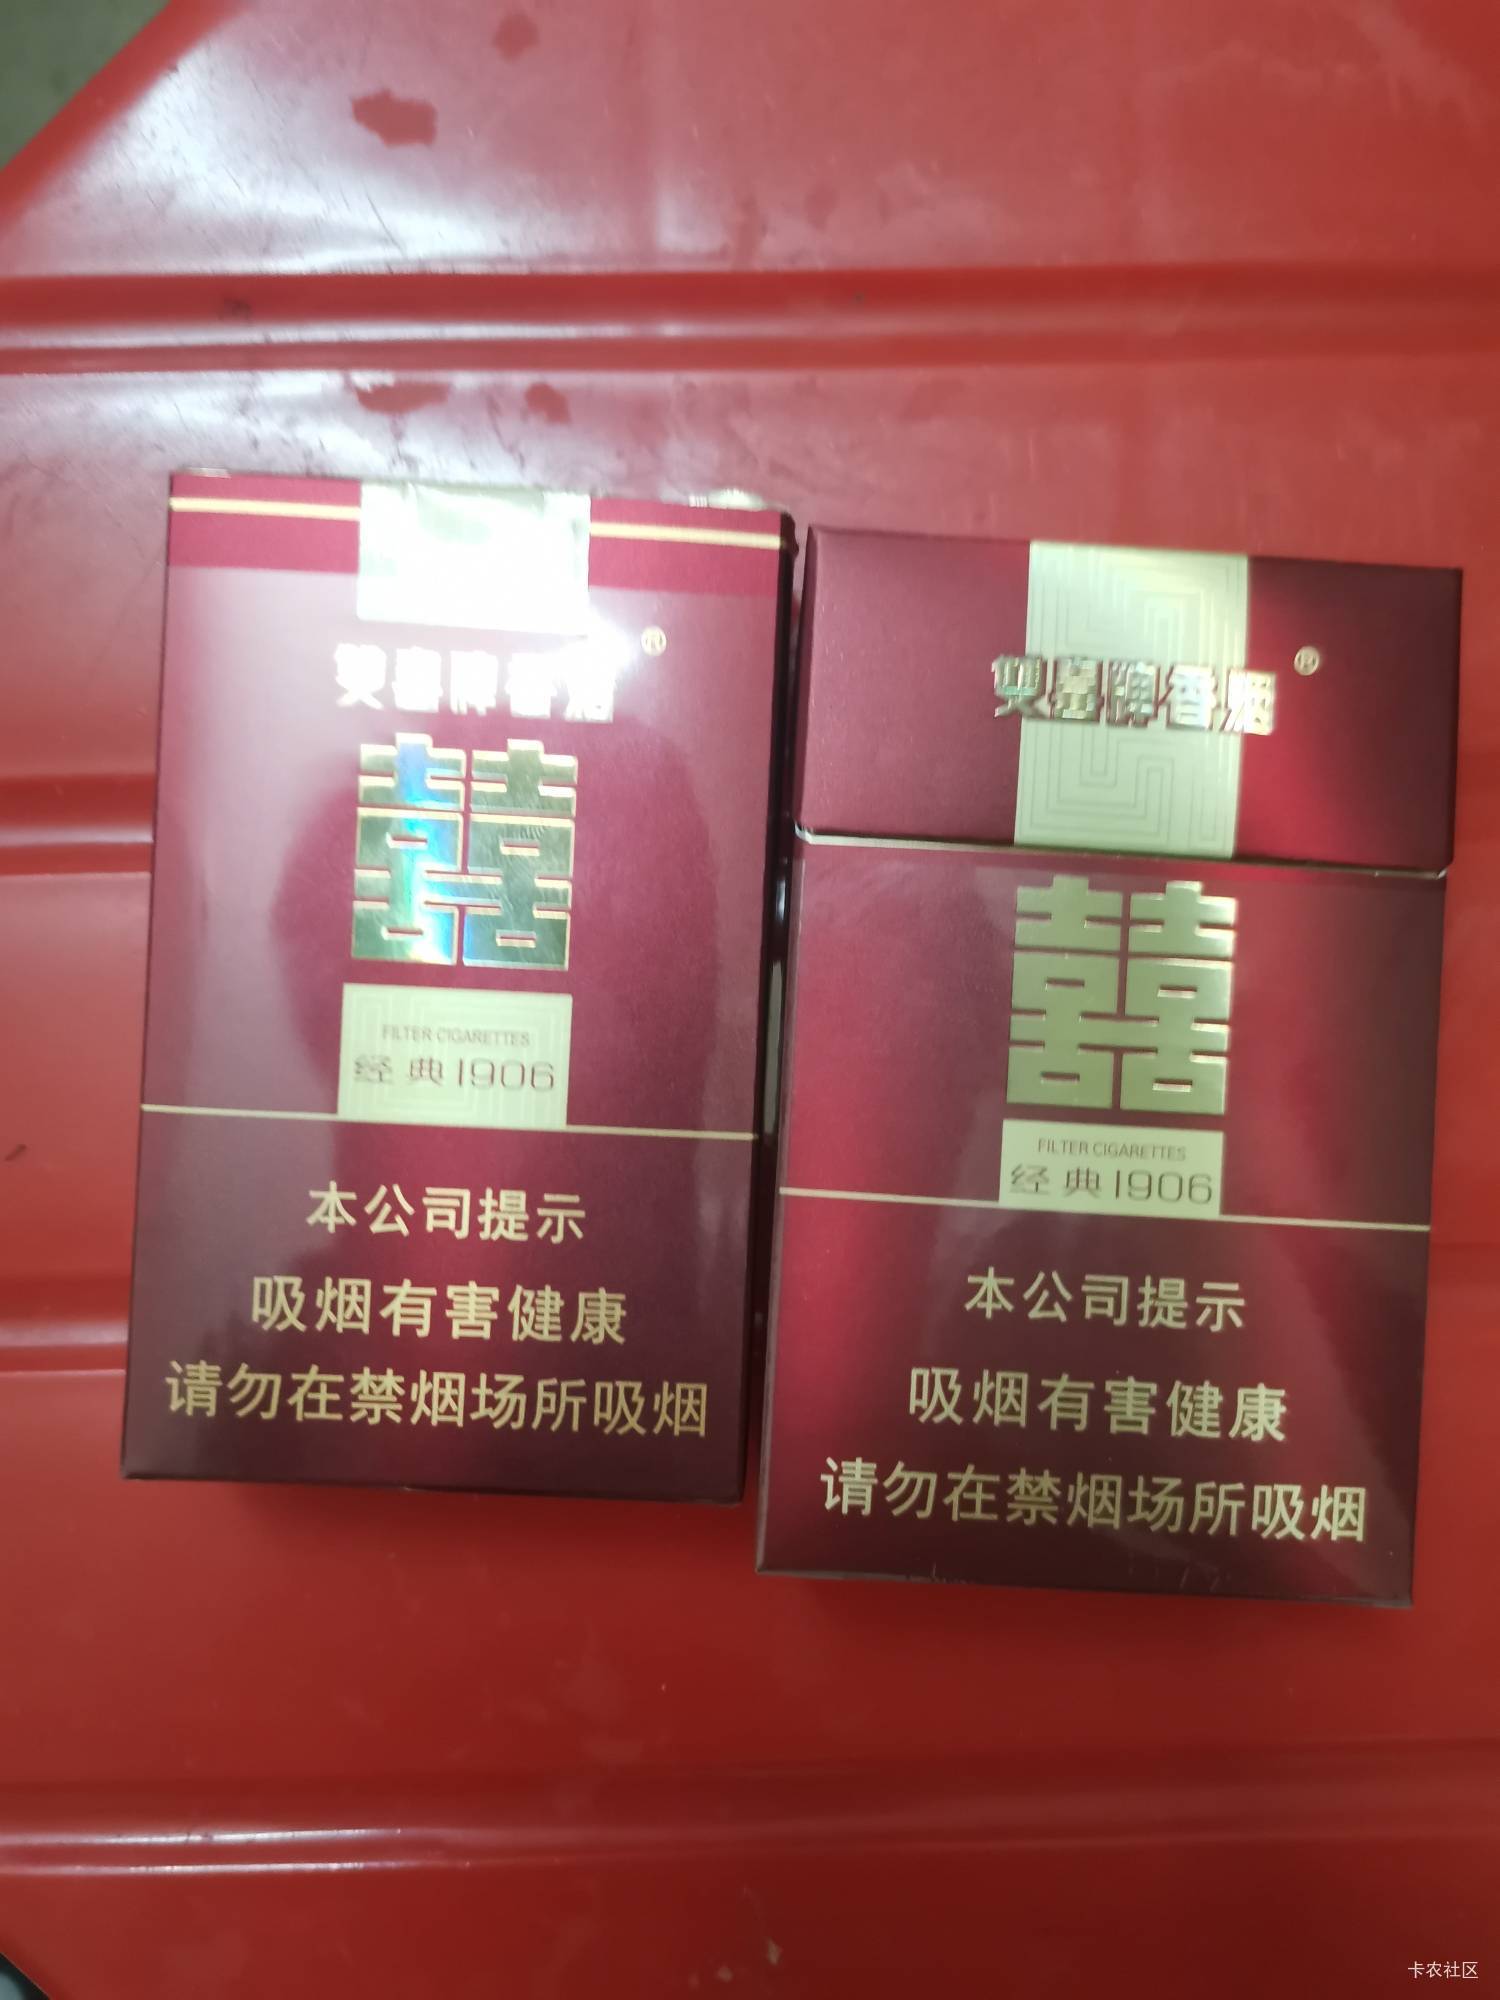 雙喜牌香烟®
囍
FILTER CIGARETTES
经典1906
本公司提示
吸烟有害健康
请勿在禁烟场所吸烟
雙喜牌香烟®
囍
FILTER CIGARETTES
经典1906
本公司提示
吸烟有害健康
请勿在禁烟场所吸烟
卡农社区